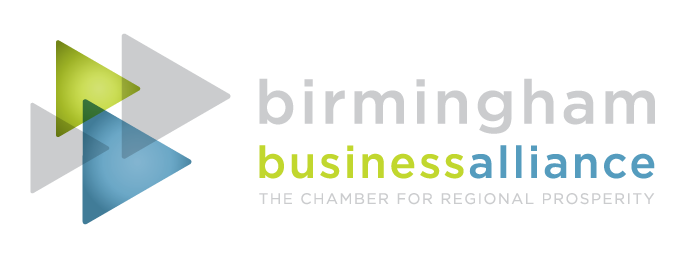 birmingham
businessalliance
THE CHAMBER FOR REGIONAL PROSPERITY